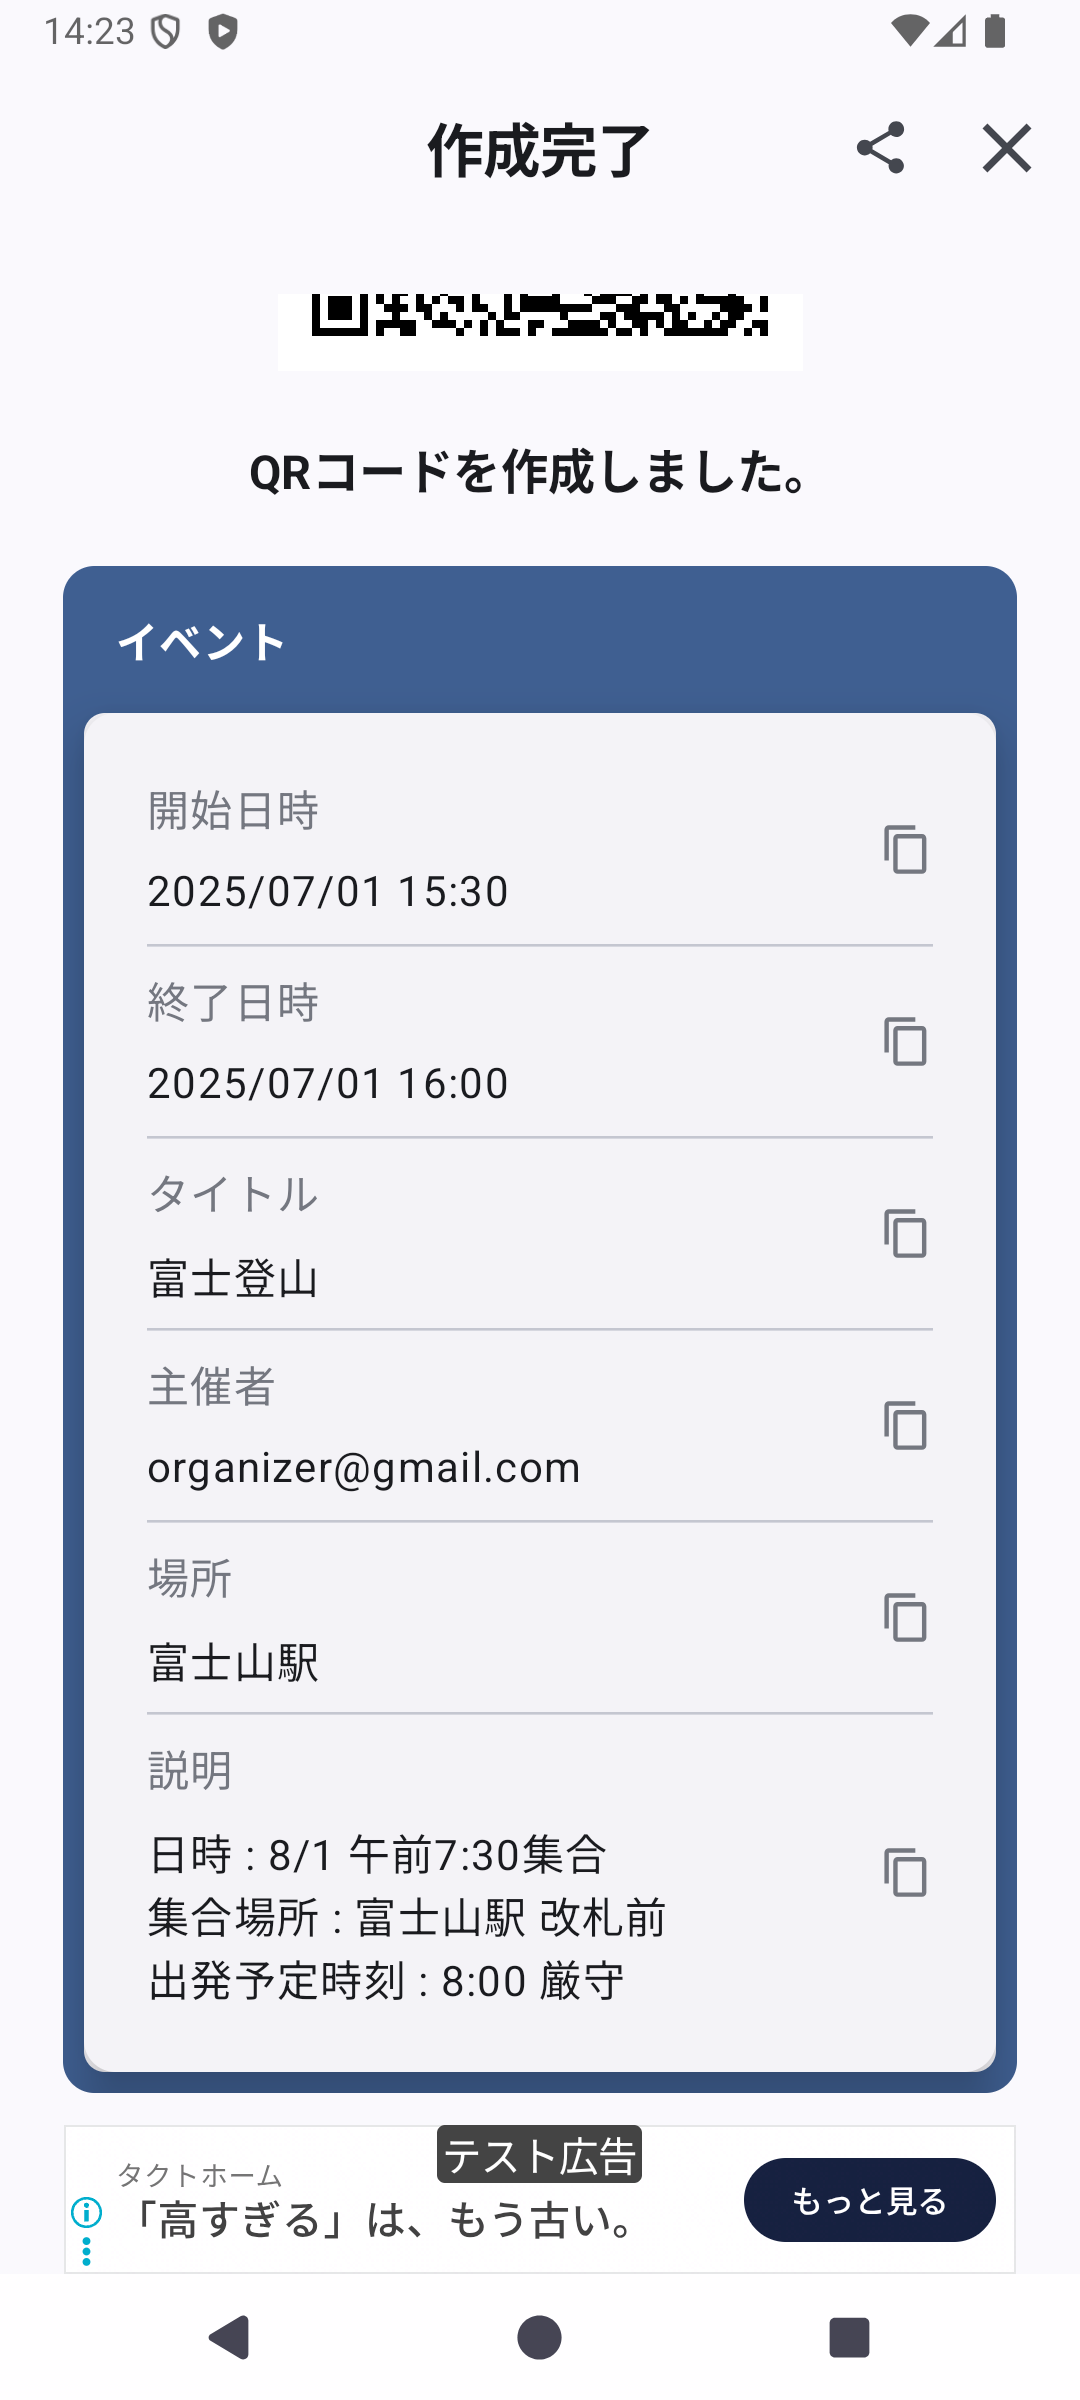 14:23
作成完了
QRコードを作成しました。
イベント
開始日時
2025/07/01 15:30
終了日時
2025/07/01 16:00
タイトル
富士登山
主催者
organizer@gmail.com
場所
富士山駅
説明
日時 : 8/1 午前7:30集合
集合場所 : 富士山駅 改札前
出発予定時刻 : 8:00 厳守
テスト広告
タクトホーム
「高すぎる」は、もう古い。
もっと見る